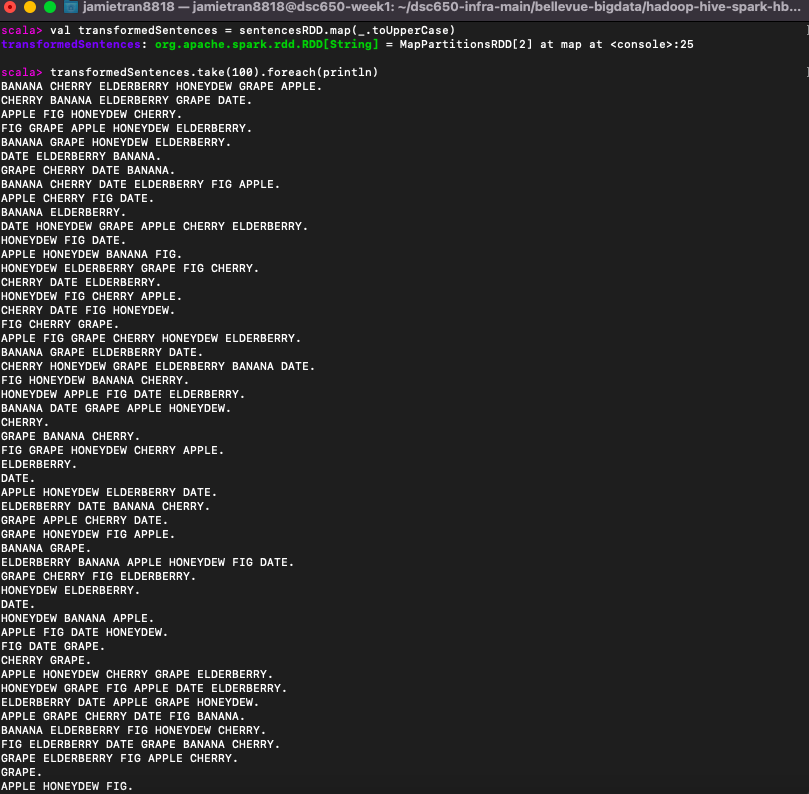 jamietran8818 — jamietran8818@dsc650-week1: ~/dsc650-infra-main/bellevue-bigdata/hadoop-hive-spark-hb...
scala> val transformedSentences = sentencesRDD.map(_.toUpperCase)
transformedSentences: org.apache.spark.rdd.RDD[String] = MapPartitionsRDD[2] at map at <console>:25

scala> transformedSentences.take(100).foreach(println)
BANANA CHERRY ELDERBERRY HONEYDEW GRAPE APPLE.
CHERRY BANANA ELDERBERRY GRAPE DATE.
APPLE FIG HONEYDEW CHERRY.
FIG GRAPE APPLE HONEYDEW ELDERBERRY.
BANANA GRAPE HONEYDEW ELDERBERRY.
DATE ELDERBERRY BANANA.
GRAPE CHERRY DATE BANANA.
BANANA CHERRY DATE ELDERBERRY FIG APPLE.
APPLE CHERRY FIG DATE.
BANANA ELDERBERRY.
DATE HONEYDEW GRAPE APPLE CHERRY ELDERBERRY.
HONEYDEW FIG DATE.
APPLE HONEYDEW BANANA FIG.
HONEYDEW ELDERBERRY GRAPE FIG CHERRY.
CHERRY DATE ELDERBERRY.
HONEYDEW FIG CHERRY APPLE.
CHERRY DATE FIG HONEYDEW.
FIG CHERRY GRAPE.
APPLE FIG GRAPE CHERRY HONEYDEW ELDERBERRY.
BANANA GRAPE ELDERBERRY DATE.
CHERRY HONEYDEW GRAPE ELDERBERRY BANANA DATE.
FIG HONEYDEW BANANA CHERRY.
HONEYDEW APPLE FIG DATE ELDERBERRY.
BANANA DATE GRAPE APPLE HONEYDEW.
CHERRY.
GRAPE BANANA CHERRY.
FIG GRAPE HONEYDEW CHERRY APPLE.
ELDERBERRY.
DATE.
APPLE HONEYDEW ELDERBERRY DATE.
ELDERBERRY DATE BANANA CHERRY.
GRAPE APPLE CHERRY DATE.
GRAPE HONEYDEW FIG APPLE.
BANANA GRAPE.
ELDERBERRY BANANA APPLE HONEYDEW FIG DATE.
GRAPE CHERRY FIG ELDERBERRY.
HONEYDEW ELDERBERRY.
DATE.
HONEYDEW BANANA APPLE.
APPLE FIG DATE HONEYDEW.
FIG DATE GRAPE.
CHERRY GRAPE.
APPLE HONEYDEW CHERRY GRAPE ELDERBERRY.
HONEYDEW GRAPE FIG APPLE DATE ELDERBERRY.
ELDERBERRY DATE APPLE GRAPE HONEYDEW.
APPLE GRAPE CHERRY DATE FIG BANANA.
BANANA ELDERBERRY FIG HONEYDEW CHERRY.
FIG ELDERBERRY DATE GRAPE BANANA CHERRY.
GRAPE ELDERBERRY FIG APPLE CHERRY.
GRAPE.
APPLE HONEYDEW FIG.